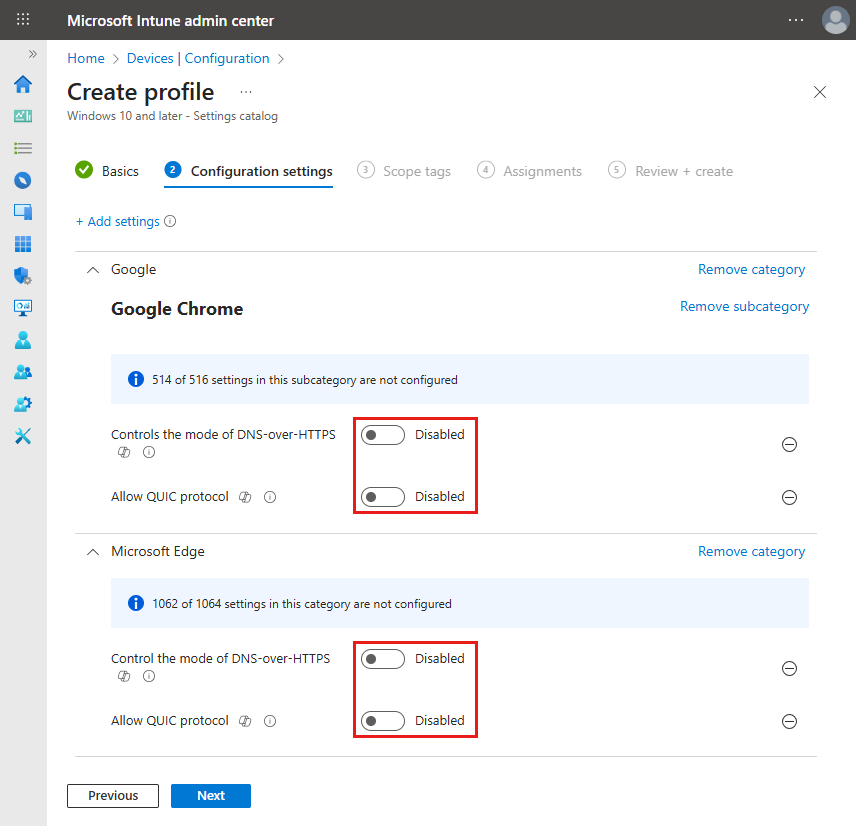 Microsoft Intune admin center
Home > Devices | Configuration >
Create profile ...
Windows 10 and later - Settings catalog
Basics
2 Configuration settings
3 Scope tags
4 Assignments
5 Review + create
+ Add settings
Google
Remove category
Google Chrome
Remove subcategory
514 of 516 settings in this subcategory are not configured
Controls the mode of DNS-over-HTTPS
Disabled
Allow QUIC protocol
Disabled
Microsoft Edge
Remove category
1062 of 1064 settings in this category are not configured
Control the mode of DNS-over-HTTPS
Disabled
Allow QUIC protocol
Disabled
Previous
Next